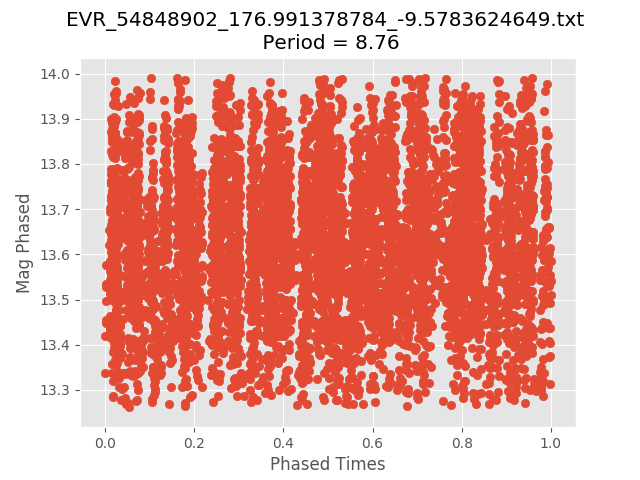 EVR_54848902_176.991378784_-9.5783624649.txt
Period = 8.76
Mag Phased
14.0
13.9
13.8
13.7
13.6
13.5
13.4
13.3
0.0 0.2 0.4 0.6 0.8 1.0
Phased Times